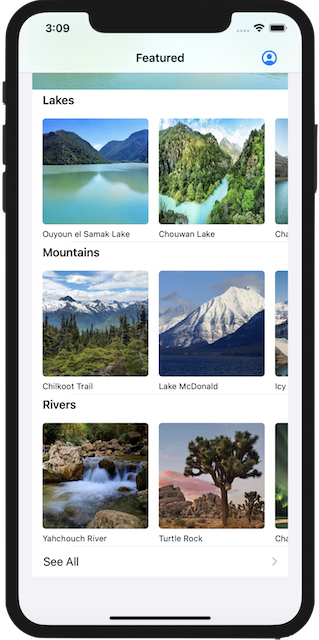 3:09
Featured
Lakes
Ouyoun el Samak Lake
Chouwan Lake
Cha
Mountains
Chilkoot Trail
Lake McDonald
Icy
Rivers
Yahchouch River
Turtle Rock
Cha
See All